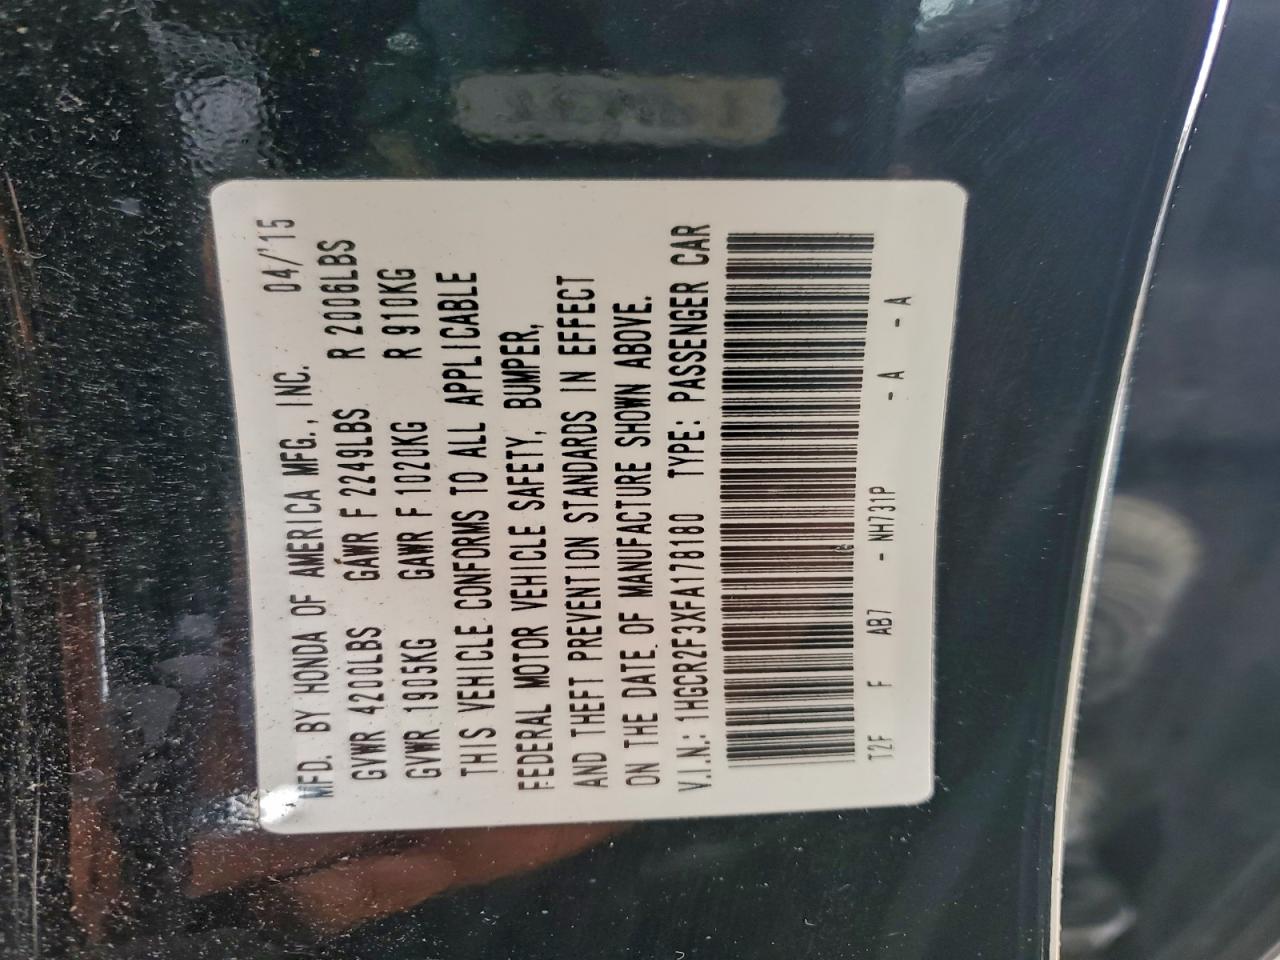 MFD. BY HONDA OF AMERICA MFG., INC. 04/'15
GVWR 4200LBS GAWR F 2249LBS R 2006LBS
GVWR 1905KG GAWR F 1020KG R 910KG
THIS VEHICLE CONFORMS TO ALL APPLICABLE
FEDERAL MOTOR VEHICLE SAFETY, BUMPER,
AND THEFT PREVENTION STANDARDS IN EFFECT
ON THE DATE OF MANUFACTURE SHOWN ABOVE.
V.I.N.: 1HGCR2F3XFA178180 TYPE: PASSENGER CAR
T2F F AB7 - NH731P - A - A